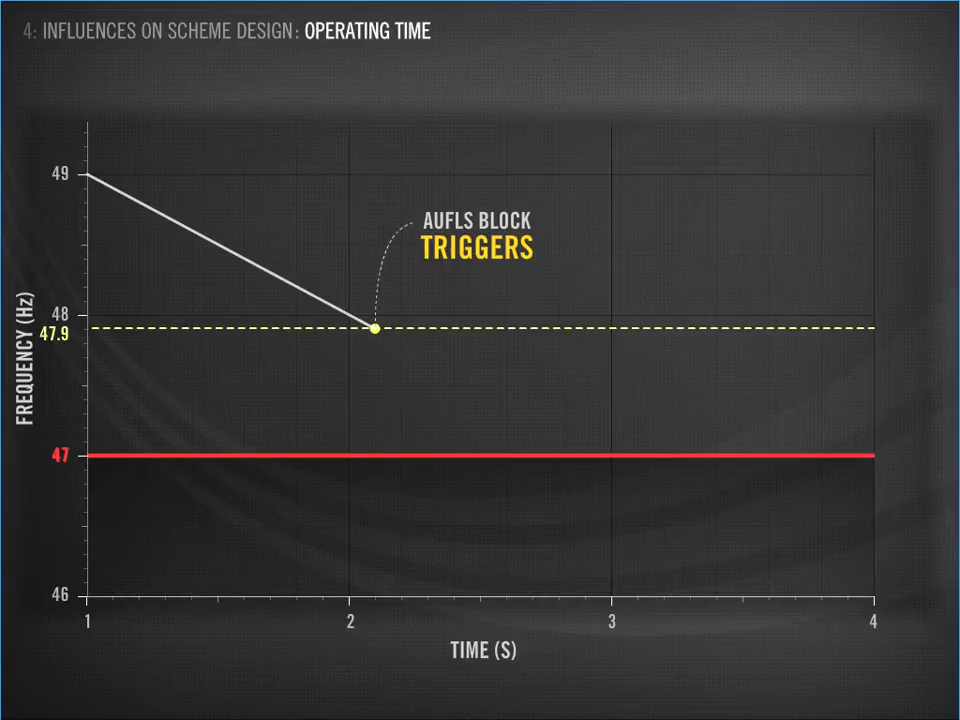 4: INFLUENCES ON SCHEME DESIGN: OPERATING TIME
49
AUFLS BLOCK
TRIGGERS
48
47.9
FREQUENCY (Hz)
47
46
1 2 3 4
TIME (S)